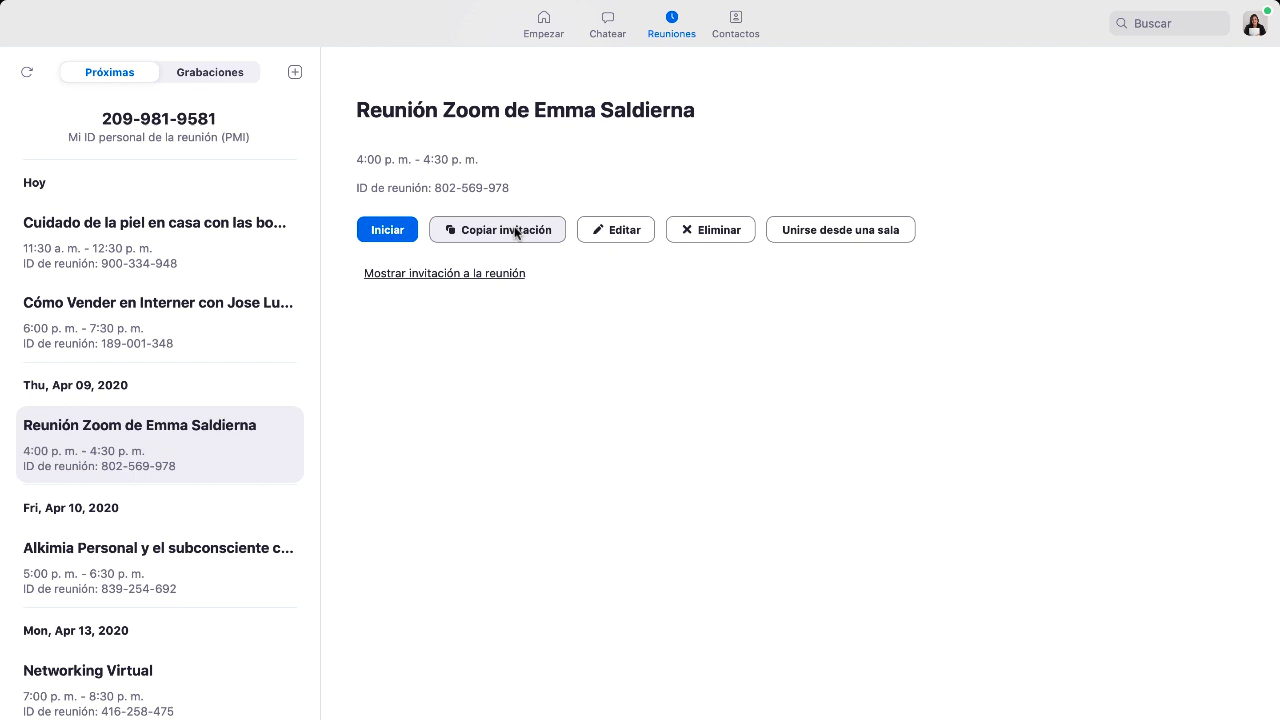 Empezar
Chatear
Reuniones
Contactos
Buscar
Próximas
Grabaciones
209-981-9581
Mi ID personal de la reunión (PMI)
Hoy
Cuidado de la piel en casa con las bo...
11:30 a. m. - 12:30 p. m.
ID de reunión: 900-334-948
Cómo Vender en Interner con Jose Lu...
6:00 p. m. - 7:30 p. m.
ID de reunión: 189-001-348
Thu, Apr 09, 2020
Reunión Zoom de Emma Saldierna
4:00 p. m. - 4:30 p. m.
ID de reunión: 802-569-978
Fri, Apr 10, 2020
Alkimia Personal y el subconsciente c...
5:00 p. m. - 6:30 p. m.
ID de reunión: 839-254-692
Mon, Apr 13, 2020
Networking Virtual
7:00 p. m. - 8:30 p. m.
ID de reunión: 416-258-475
Reunión Zoom de Emma Saldierna
4:00 p. m. - 4:30 p. m.
ID de reunión: 802-569-978
Iniciar
Copiar invitación
Editar
Eliminar
Unirse desde una sala
Mostrar invitación a la reunión